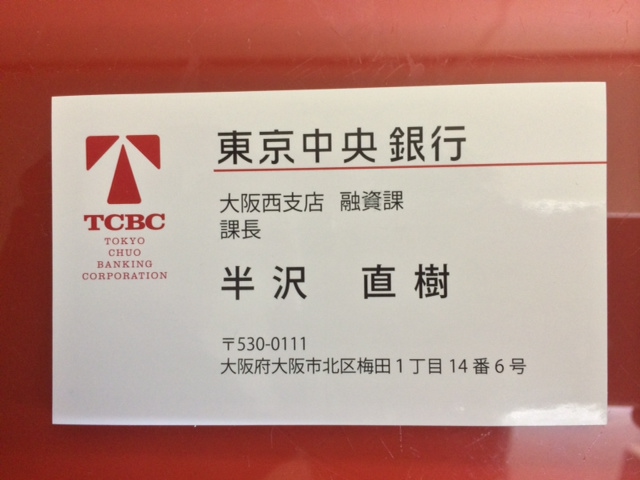 東京中央銀行
大阪西支店 融資課
課長
半沢 直樹
〒530-0111
大阪府大阪市北区梅田1丁目14番6号
TCBC
TOKYO
CHUO
BANKING
CORPORATION